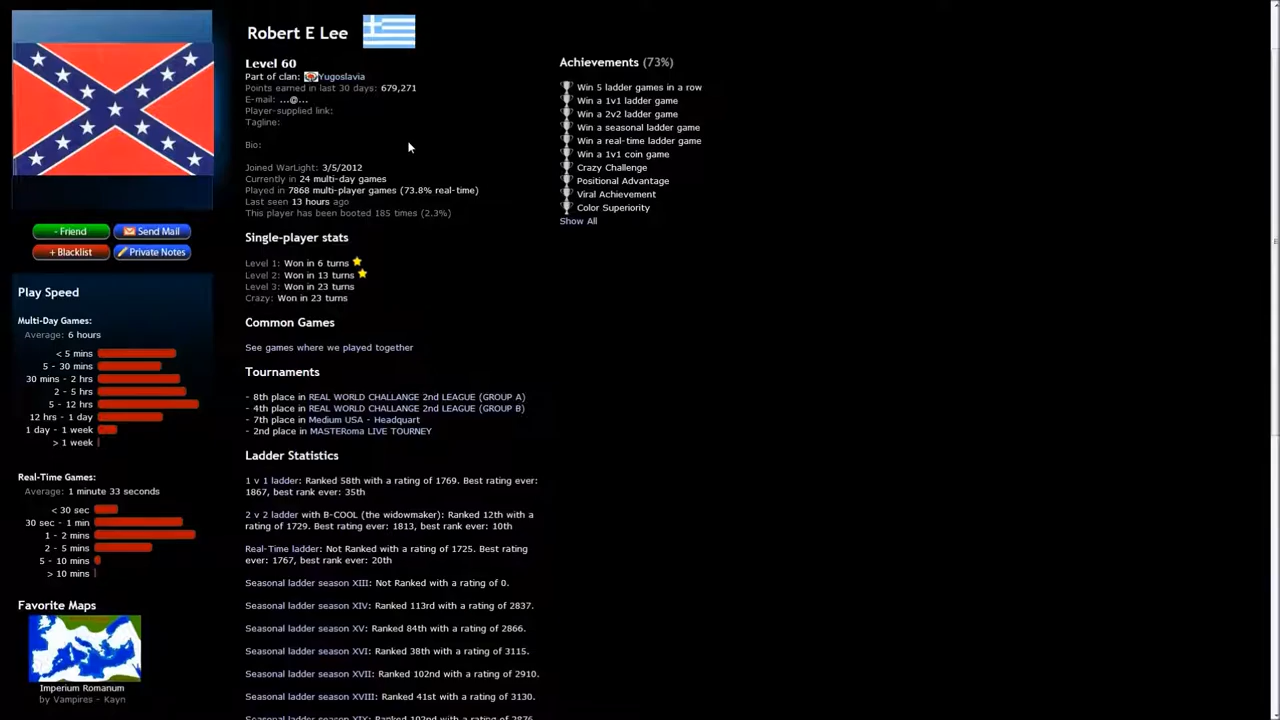 Robert E Lee
Level 60
Part of clan: Yugoslavia
Points earned in last 30 days: 679,271
E-mail: ...@...
Player-supplied link:
Tagline:
Bio:
Joined WarLight: 3/5/2012
Currently in 24 multi-day games
Played in 7868 multi-player games (73.8% real-time)
Last seen 13 hours ago
This player has been booted 185 times (2.3%)
- Friend
Send Mail
+ Blacklist
Private Notes
Play Speed
Multi-Day Games:
Average: 6 hours
< 5 mins
5 - 30 mins
30 mins - 2 hrs
2 - 5 hrs
5 - 12 hrs
12 hrs - 1 day
1 day - 1 week
> 1 week
Real-Time Games:
Average: 1 minute 33 seconds
< 30 sec
30 sec - 1 min
1 - 2 mins
2 - 5 mins
5 - 10 mins
> 10 mins
Favorite Maps
Imperium Romanum
by Vampires - Kayn
Single-player stats
Level 1: Won in 6 turns
Level 2: Won in 13 turns
Level 3: Won in 23 turns
Crazy: Won in 23 turns
Common Games
See games where we played together
Tournaments
- 8th place in REAL WORLD CHALLANGE 2nd LEAGUE (GROUP A)
- 4th place in REAL WORLD CHALLANGE 2nd LEAGUE (GROUP B)
- 7th place in Medium USA - Headquart
- 2nd place in MASTERoma LIVE TOURNEY
Ladder Statistics
1 v 1 ladder: Ranked 58th with a rating of 1769. Best rating ever:
1867, best rank ever: 35th
2 v 2 ladder with B-COOL (the widowmaker): Ranked 12th with a
rating of 1729. Best rating ever: 1813, best rank ever: 10th
Real-Time ladder: Not Ranked with a rating of 1725. Best rating
ever: 1767, best rank ever: 20th
Seasonal ladder season XIII: Not Ranked with a rating of 0.
Seasonal ladder season XIV: Ranked 113rd with a rating of 2837.
Seasonal ladder season XV: Ranked 84th with a rating of 2866.
Seasonal ladder season XVI: Ranked 38th with a rating of 3115.
Seasonal ladder season XVII: Ranked 102nd with a rating of 2910.
Seasonal ladder season XVIII: Ranked 41st with a rating of 3130.
Seasonal ladder season XIX: Ranked 102nd with a rating of 2876.
Achievements (73%)
Win 5 ladder games in a row
Win a 1v1 ladder game
Win a 2v2 ladder game
Win a seasonal ladder game
Win a real-time ladder game
Win a 1v1 coin game
Crazy Challenge
Positional Advantage
Viral Achievement
Color Superiority
Show All